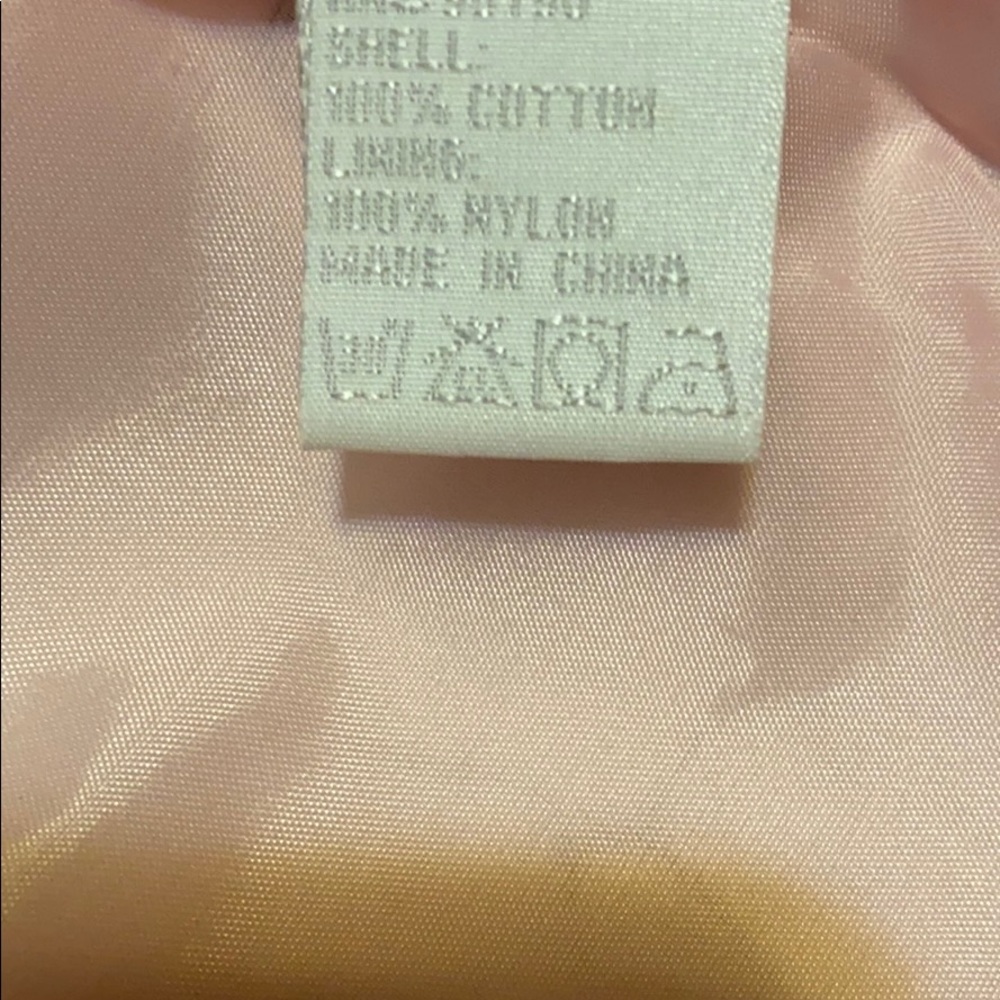 SHELL:
100% COTTON
LINING:
100% NYLON
MADE IN CHINA